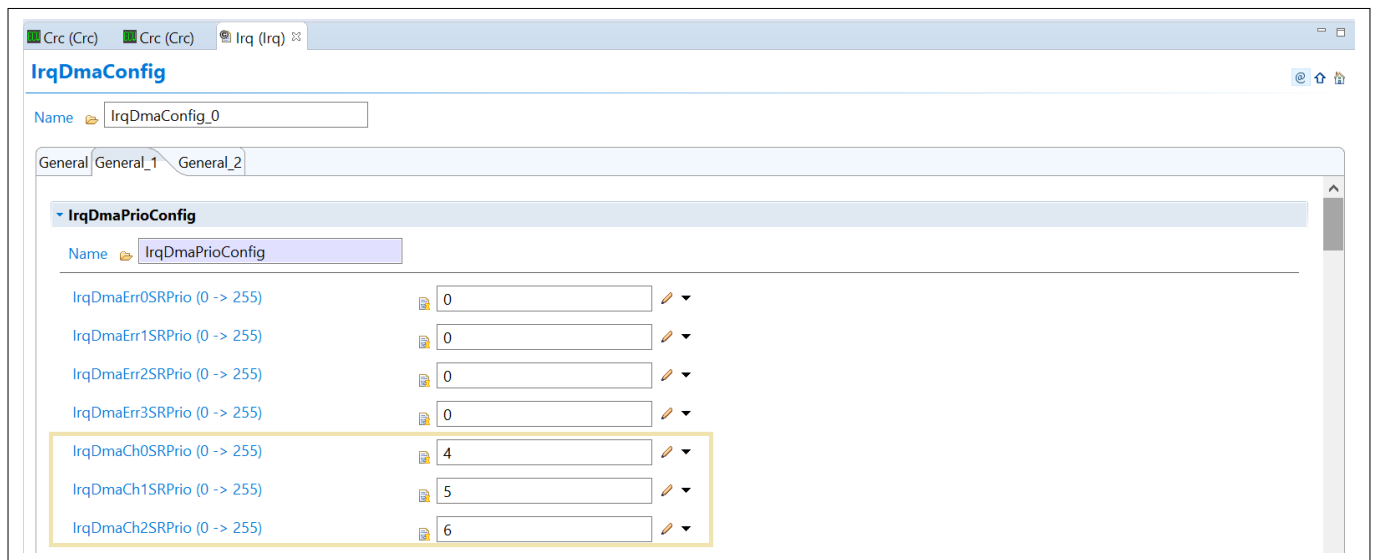 Crc (Crc) Crc (Crc) Irq (Irq)
IrqDmaConfig
Name IrqDmaConfig_0
General General_1 General_2
IrqDmaPrioConfig
Name IrqDmaPrioConfig
IrqDmaErr0SRPrio (0 -> 255) 0
IrqDmaErr1SRPrio (0 -> 255) 0
IrqDmaErr2SRPrio (0 -> 255) 0
IrqDmaErr3SRPrio (0 -> 255) 0
IrqDmaCh0SRPrio (0 -> 255) 4
IrqDmaCh1SRPrio (0 -> 255) 5
IrqDmaCh2SRPrio (0 -> 255) 6